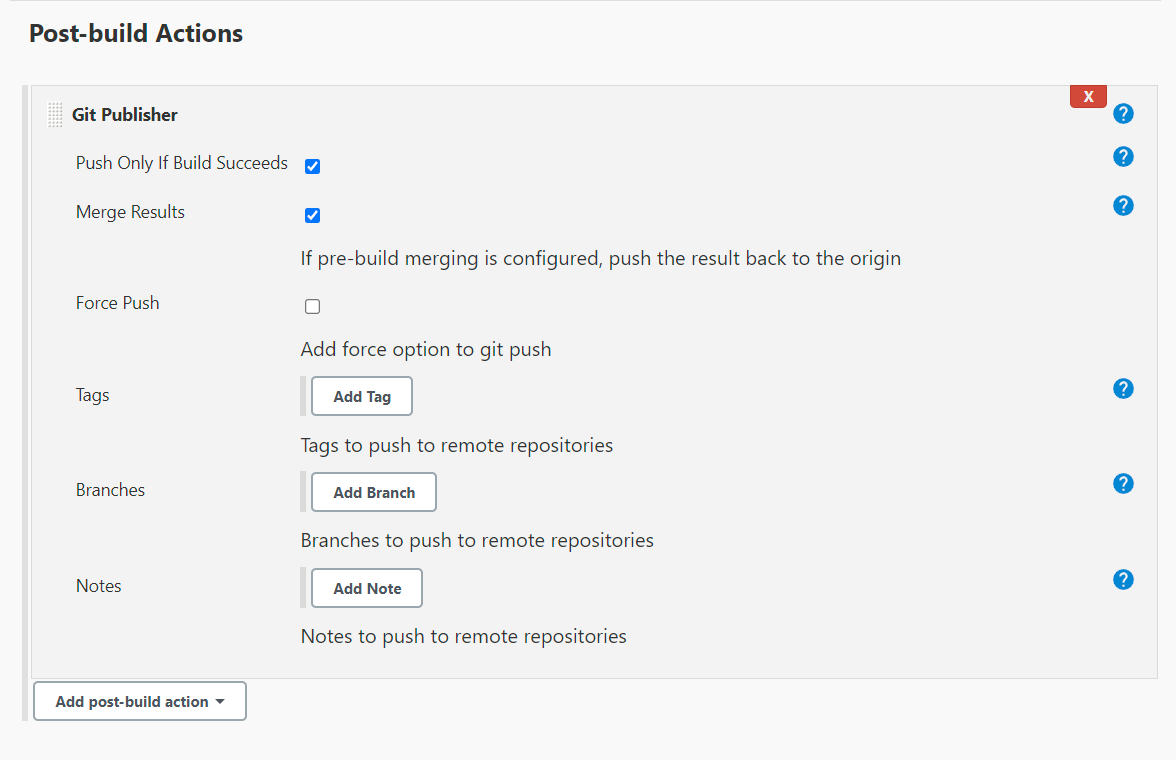 Post-build Actions
X
Git Publisher
?
Push Only If Build Succeeds
?
Merge Results
?
If pre-build merging is configured, push the result back to the origin
Force Push
Add force option to git push
Tags
Add Tag
?
Tags to push to remote repositories
Branches
Add Branch
?
Branches to push to remote repositories
Notes
Add Note
?
Notes to push to remote repositories
Add post-build action